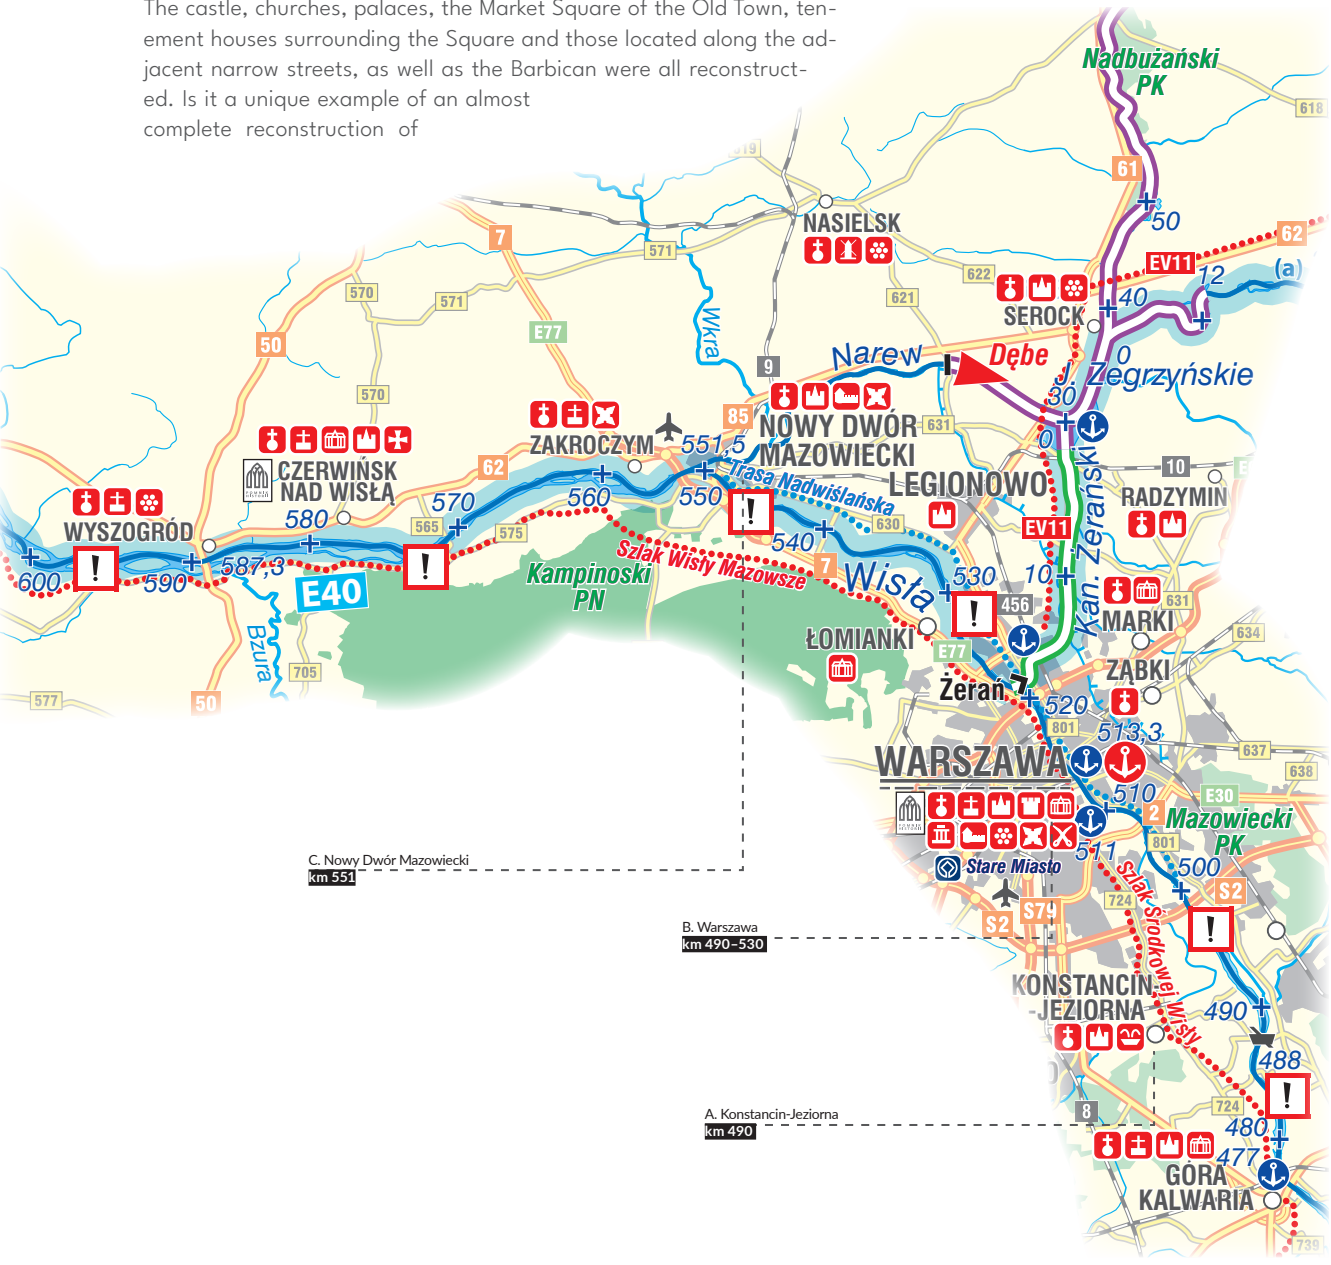 The castle, churches, palaces, the Market Square of the Old Town, ten-
ement houses surrounding the Square and those located along the ad-
jacent narrow streets, as well as the Barbican were all reconstruct-
ed. Is it a unique example of an almost
complete reconstruction of
Nadbużański
PK
618
619
61
50
NASIELSK
62
7
571
EV11
12
(a)
622
570
571
621
40
SEROCK
Wkra
E77
50
Narew
Dębe
0
J. Zegrzyńskie
9
30
570
85
NOWY DWÓR
MAZOWIECKI
631
0
ZAKROCZYM
551,5
62
CZERWIŃSK
NAD WISŁĄ
Trasa Nadwiślańska
LEGIONOWO
10
RADZYMIN
570
560
550
WYSZOGRÓD
580
565
575
630
EV11
Kan. Żerański
540
Szlak Wisły Mazowsze
7
600
590
587,3
E40
Kampinoski
PN
Wisła
530
10
456
MARKI
631
Bzura
ŁOMIANKI
E77
634
705
ZĄBKI
577
50
Żerań
520
801
513,3
WARSZAWA
637
638
510
E30
2
Mazowiecki
PK
511
801
Stare Miasto
500
C. Nowy Dwór Mazowiecki
km 551
Szlak Środkowej Wisły
S2
724
S79
S2
B. Warszawa
km 490–530
KONSTANCIN-
-JEZIORNA
490
488
8
724
A. Konstancin-Jeziorna
km 490
480
477
GÓRA
KALWARIA
739